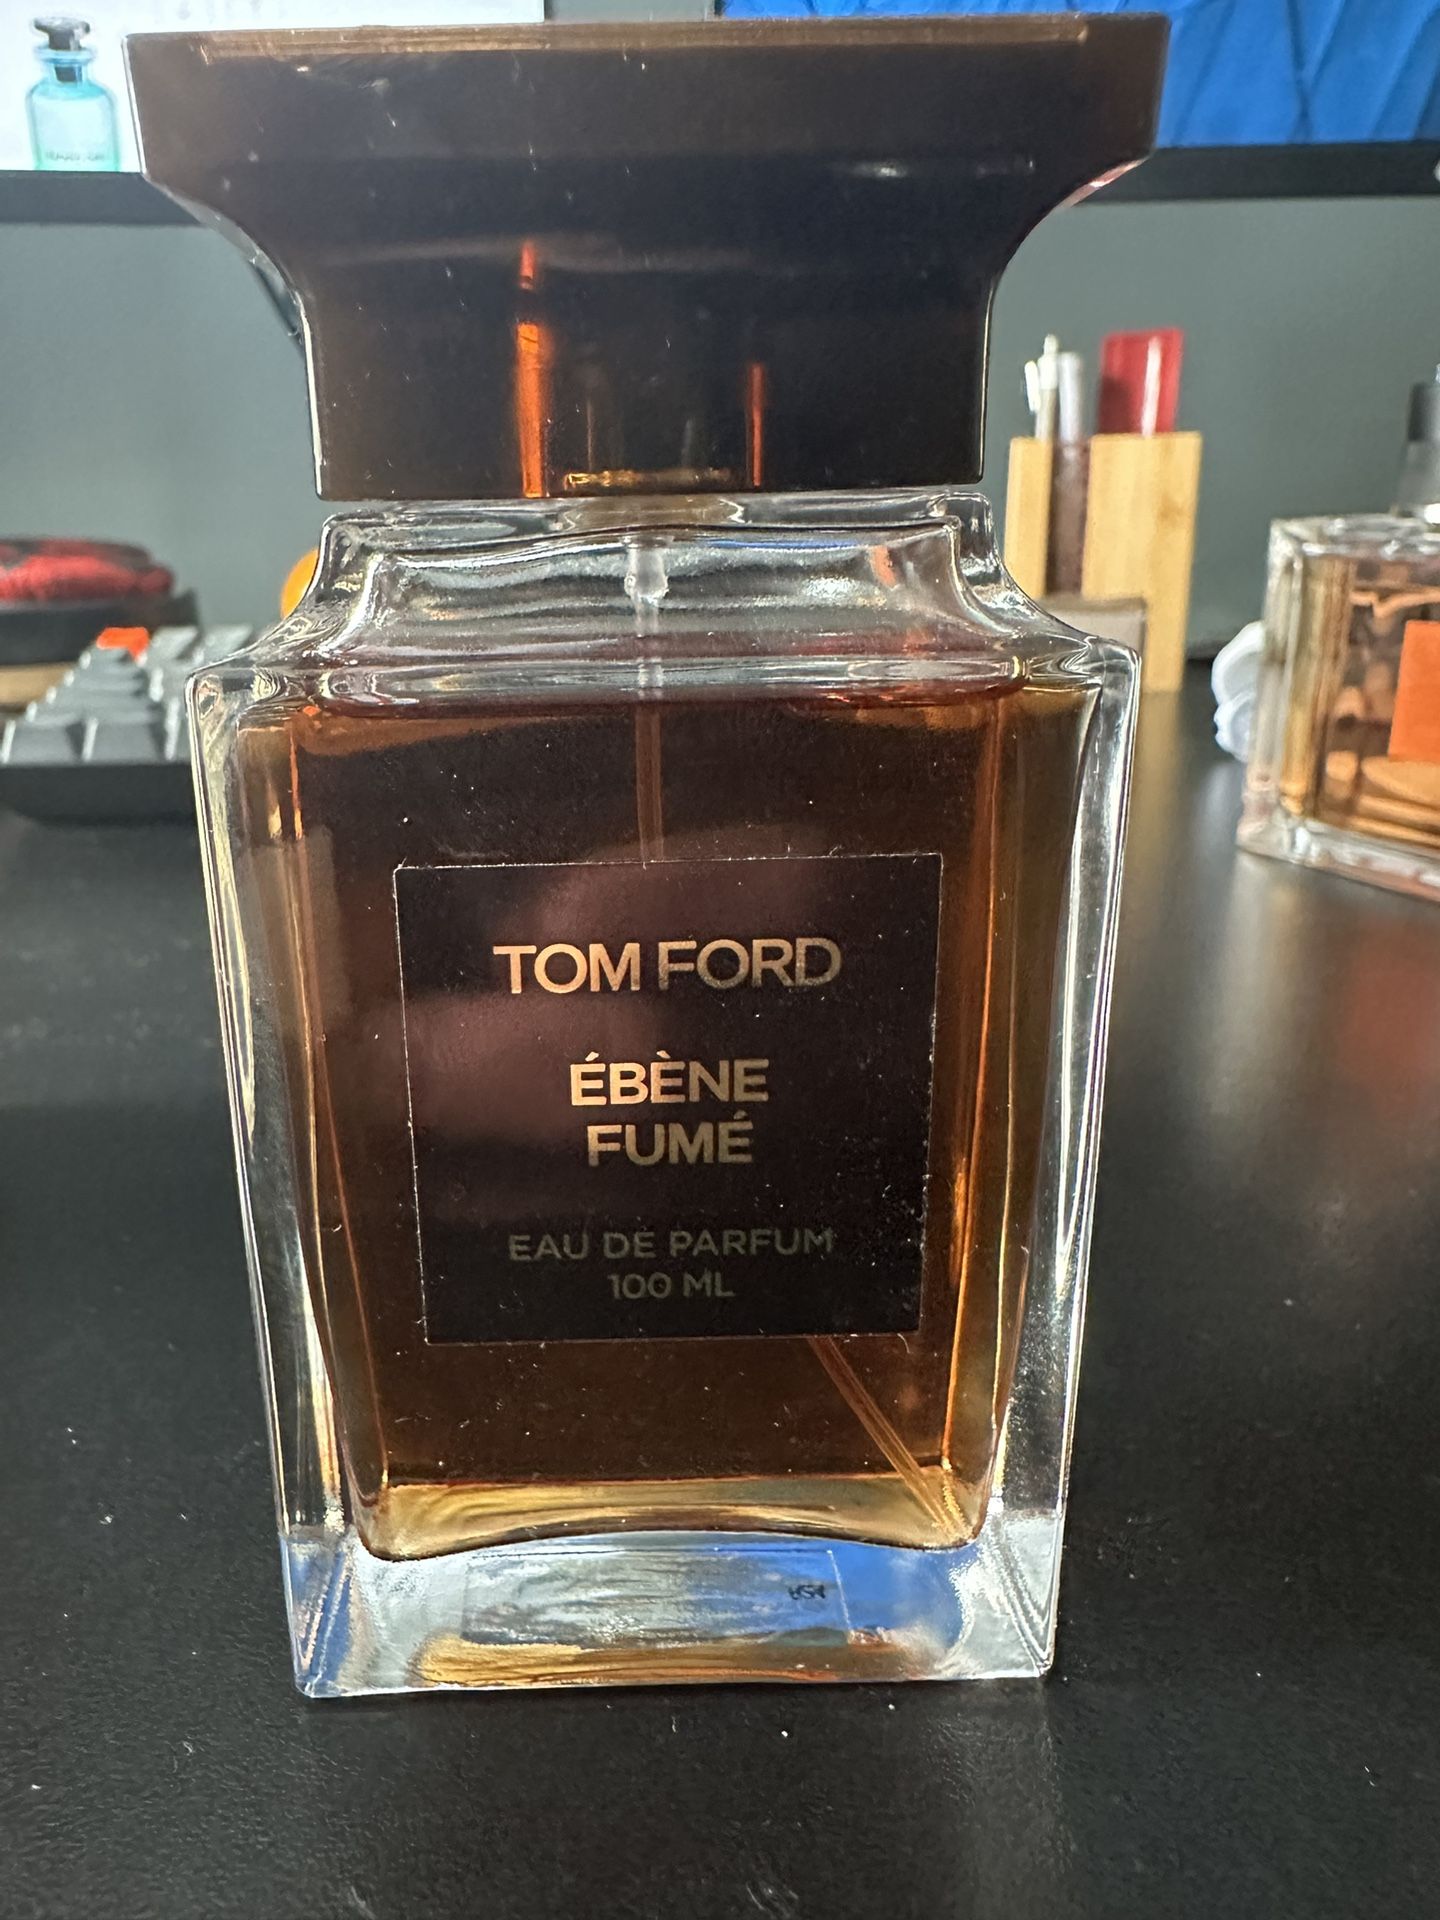 TOM FORD
ÉBÈNE
FUMÉ
EAU DE PARFUM
100 ML